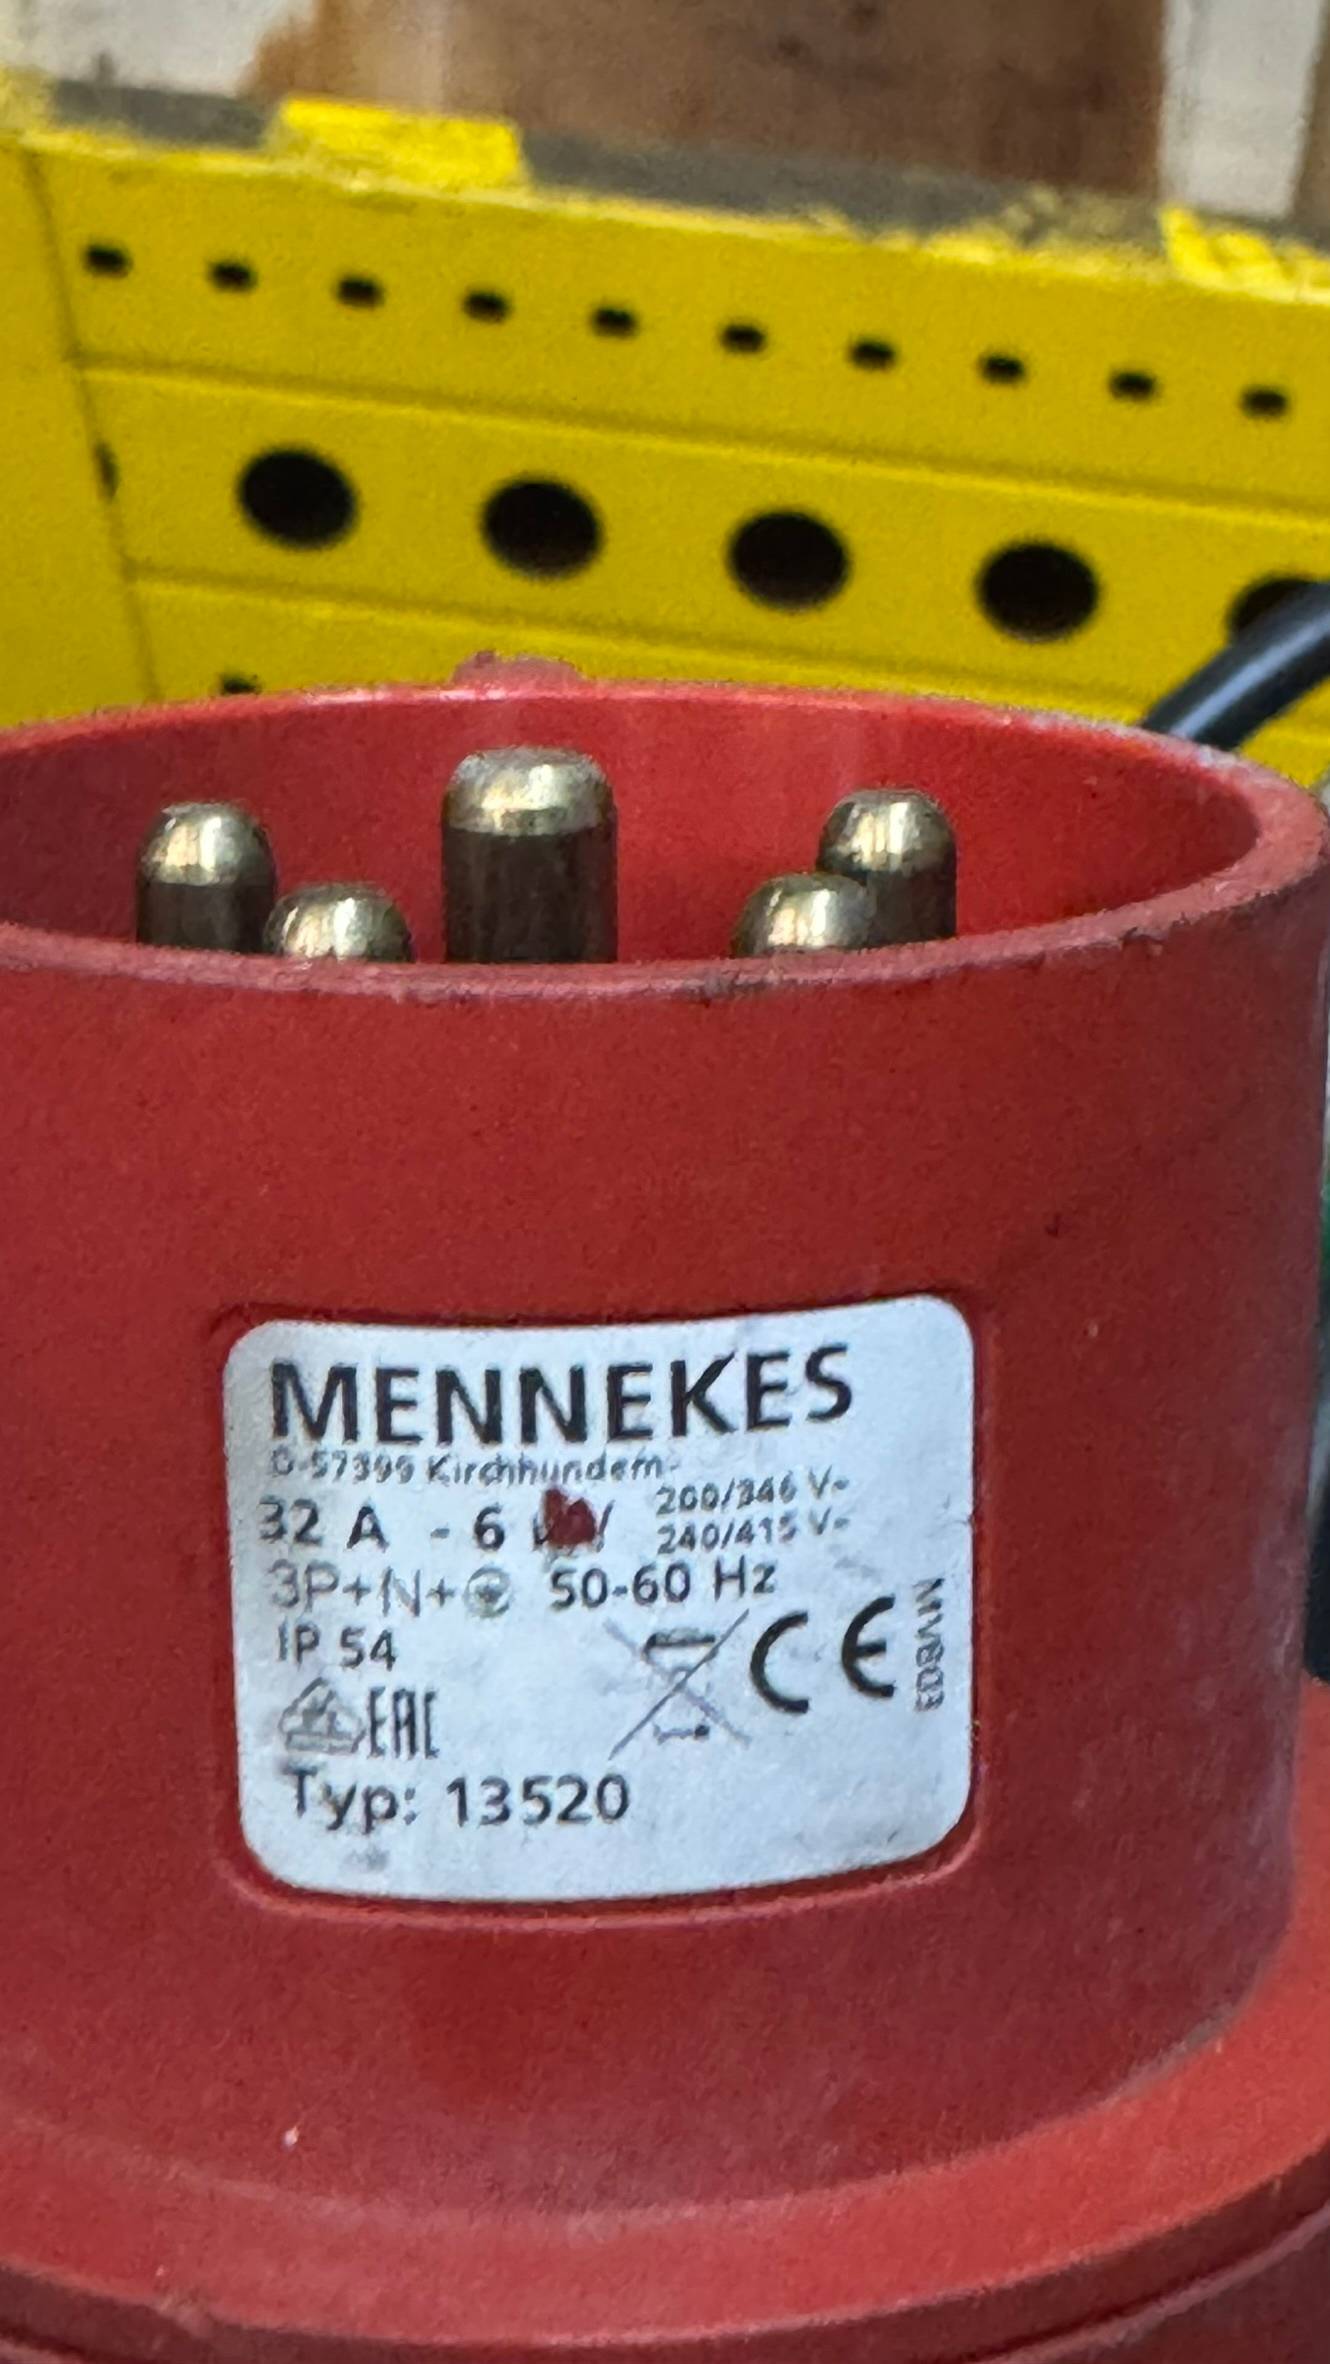 MENNEKES
D-57399 Kirchhundem
32 A - 6 200/346 V~
240/415 V~
3P+N+ 50-60 Hz
IP 54
CE
EAC
Typ: 13520